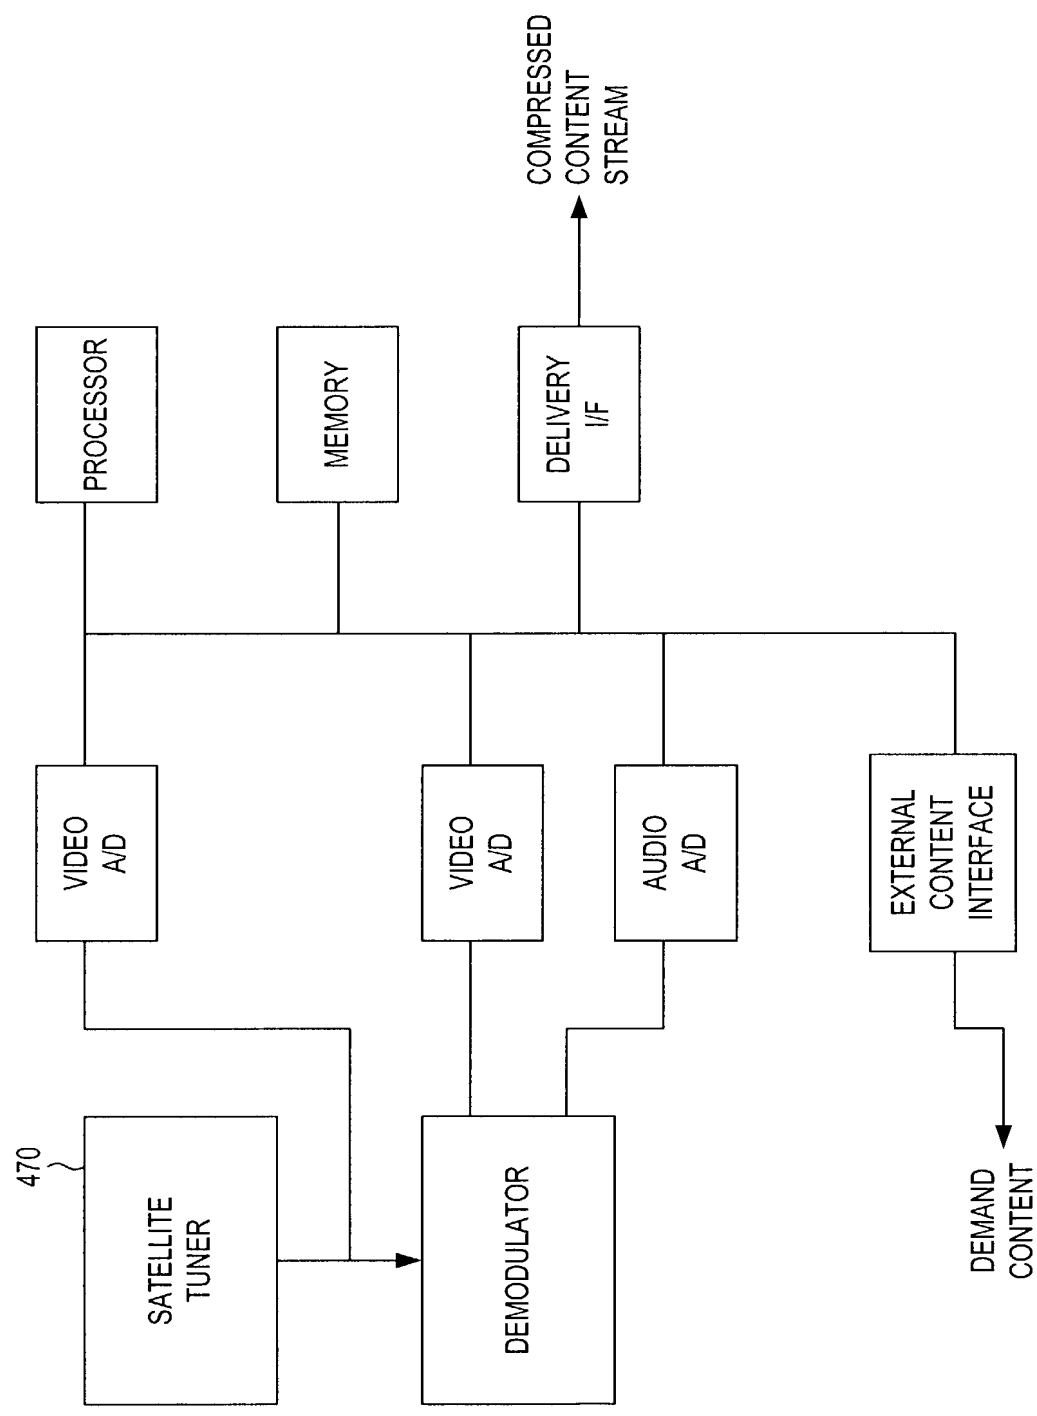 COMPRESSED
CONTENT
STREAM
PROCESSOR
MEMORY
DELIVERY
I/F
VIDEO
A/D
VIDEO
A/D
AUDIO
A/D
EXTERNAL
CONTENT
INTERFACE
470
SATELLITE
TUNER
DEMODULATOR
DEMAND
CONTENT